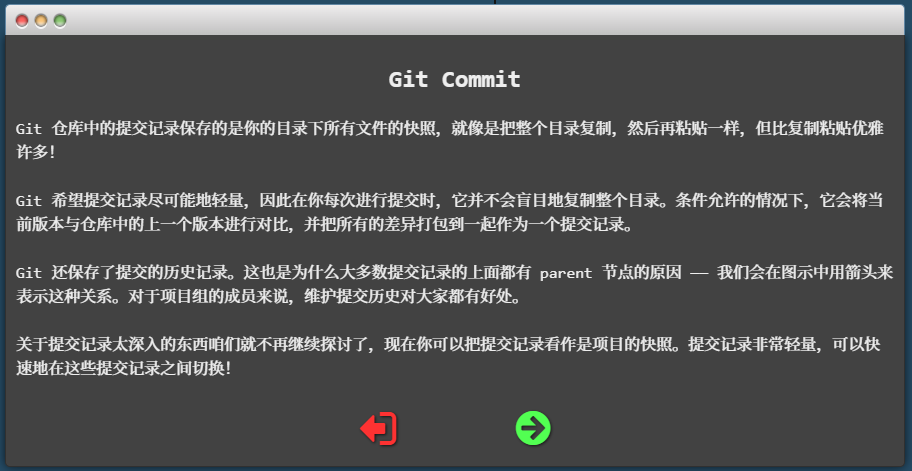 Git Commit
Git 仓库中的提交记录保存的是你的目录下所有文件的快照，就像是把整个目录复制，然后再粘贴一样，但比复制粘贴优雅
许多！
Git 希望提交记录尽可能地轻量，因此在你每次进行提交时，它并不会盲目地复制整个目录。条件允许的情况下，它会将当
前版本与仓库中的上一个版本进行对比，并把所有的差异打包到一起作为一个提交记录。
Git 还保存了提交的历史记录。这也是为什么大多数提交记录的上面都有 parent 节点的原因 —— 我们会在图示中用箭头来
表示这种关系。对于项目组的成员来说，维护提交历史对大家都有好处。
关于提交记录太深入的东西咱们就不再继续探讨了，现在你可以把提交记录看作是项目的快照。提交记录非常轻量，可以快
速地在这些提交记录之间切换！